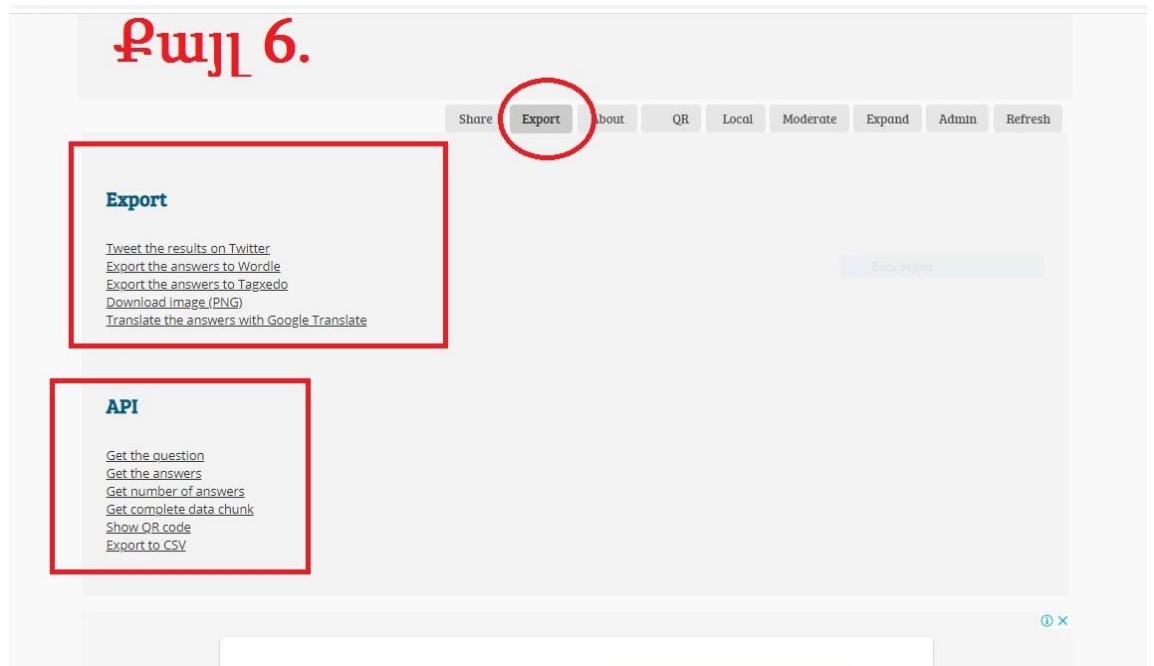 Քայլ 6.
Share Export About QR Local Moderate Expand Admin Refresh
Export
Tweet the results on Twitter
Export the answers to Wordle
Export the answers to Tagxedo
Download image (PNG)
Translate the answers with Google Translate
API
Get the question
Get the answers
Get number of answers
Get complete data chunk
Show QR code
Export to CSV